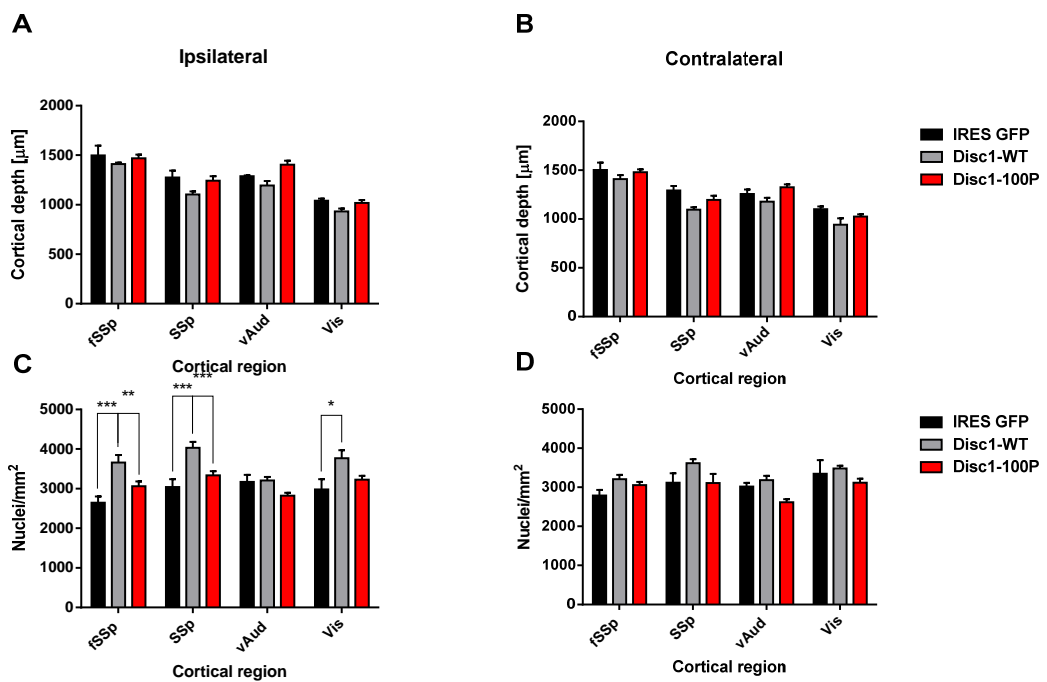 A
Ipsilateral
2000
1500
1000
500
0
Cortical depth [μm]
fSSp SSp vAud Vis
Cortical region
B
Contralateral
2000
1500
1000
500
0
Cortical depth [μm]
fSSp SSp vAud Vis
Cortical region
IRES GFP
Disc1-WT
Disc1-100P
C
5000
4000
3000
2000
1000
0
Nuclei/mm²
*** ** *** *** *
fSSp SSp vAud Vis
Cortical region
D
5000
4000
3000
2000
1000
0
Nuclei/mm²
fSSp SSp vAud Vis
Cortical region
IRES GFP
Disc1-WT
Disc1-100P